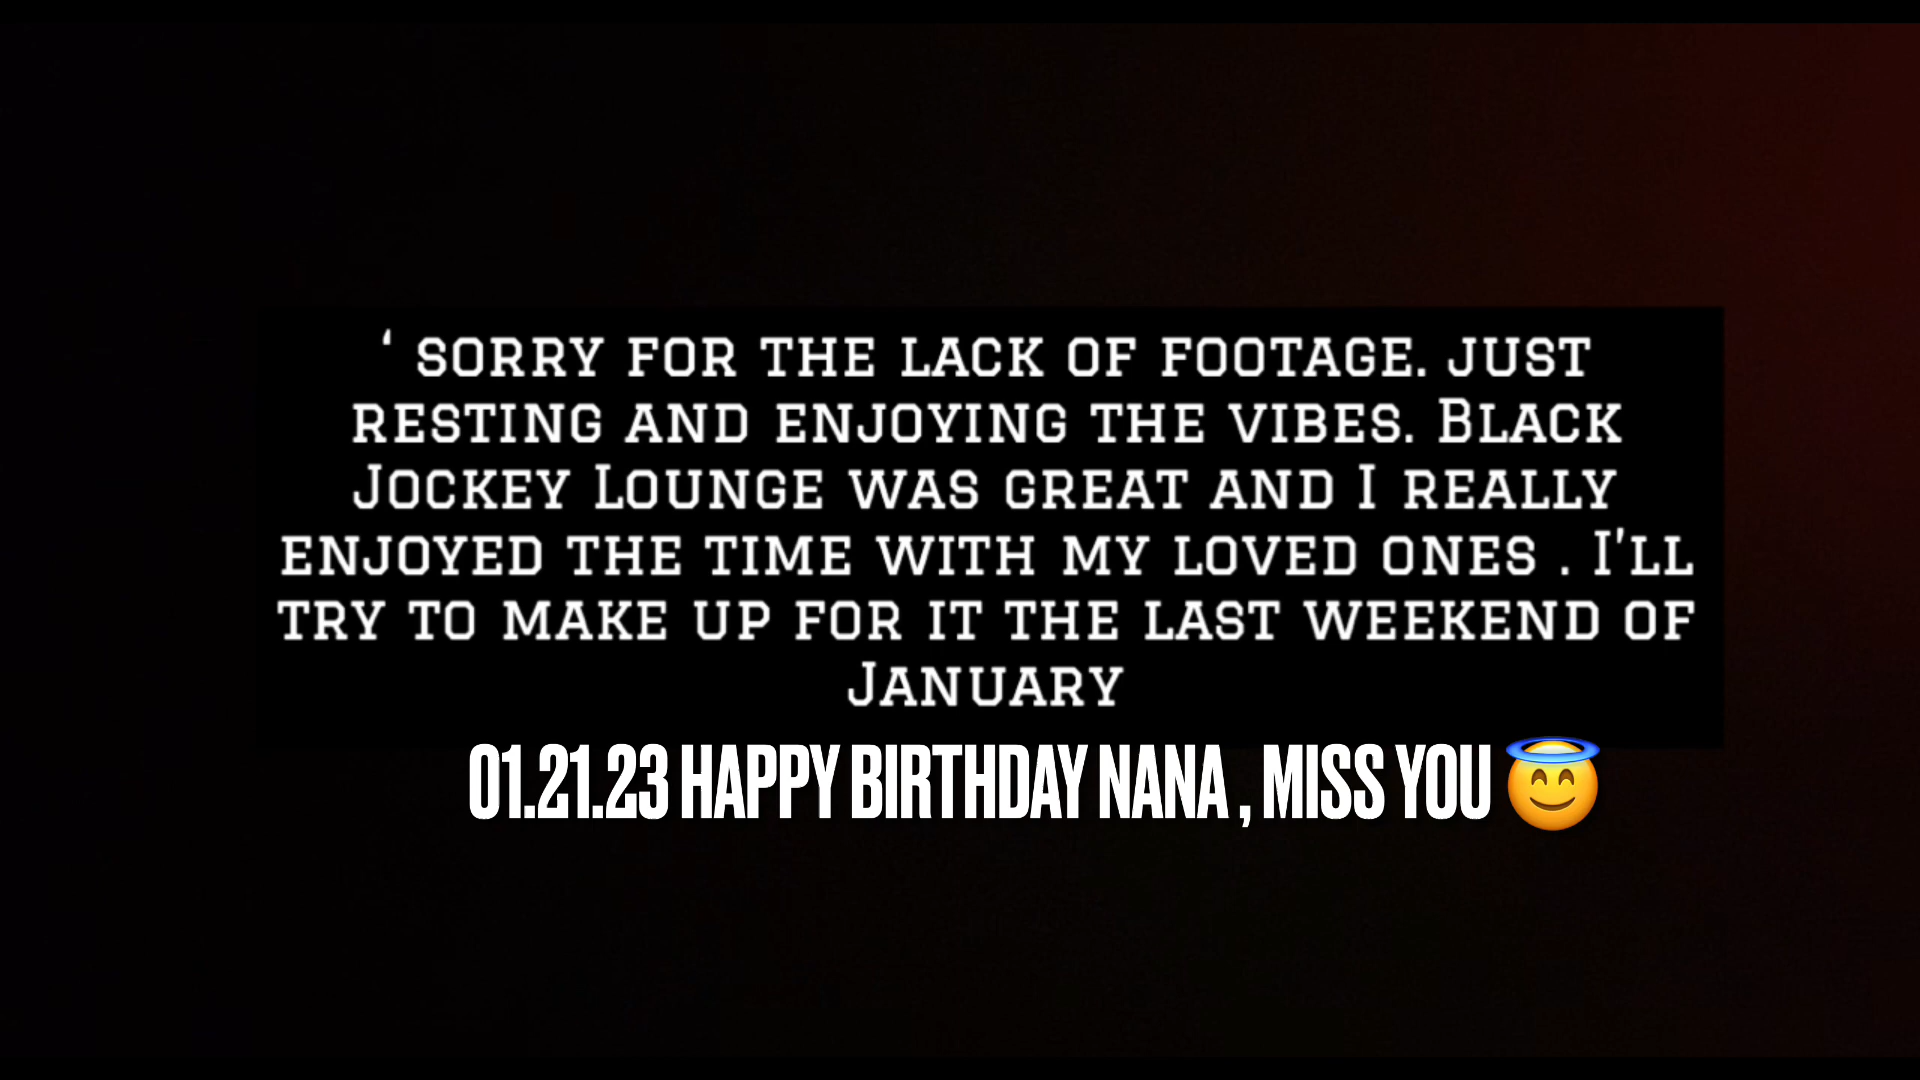 ‘ sorry for the lack of footage. just
resting and enjoying the vibes. Black
Jockey Lounge was great and I really
enjoyed the time with my loved ones . I'll
try to make up for it the last weekend of
January
01.21.23 HAPPY BIRTHDAY NANA , MISS YOU 😇